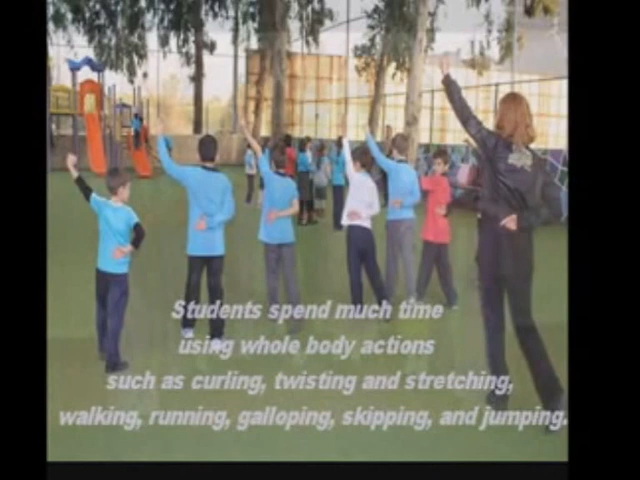 Students spend much time
using whole body actions
such as curling, twisting and stretching,
walking, running, galloping, skipping, and jumping.